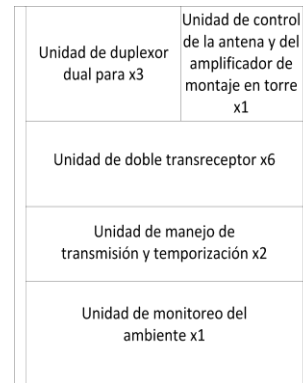 Unidad de duplexor
dual para x3
Unidad de control
de la antena y del
amplificador de
montaje en torre
x1
Unidad de doble transreceptor x6
Unidad de manejo de
transmisión y temporización x2
Unidad de monitoreo del
ambiente x1